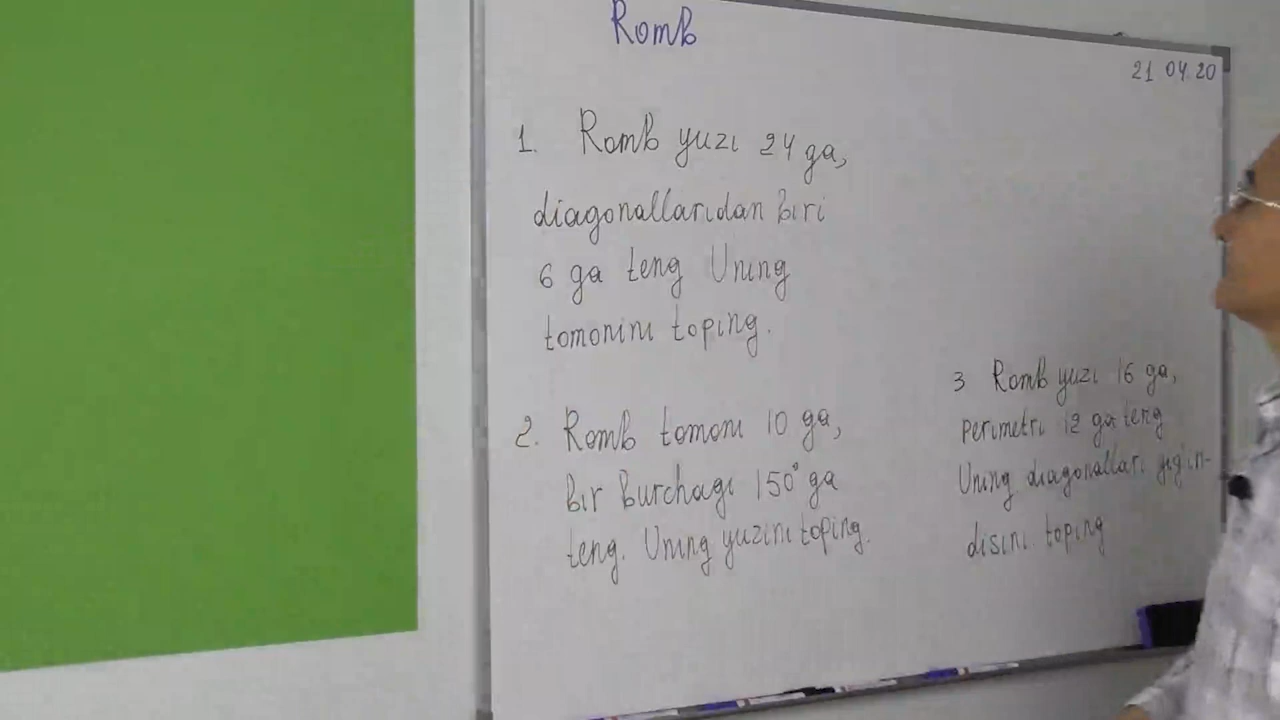 Romb
21 04.20
1. Romb yuzi 24 ga,
diagonallaridan biri
6 ga teng Uning
tomonini toping.
2. Romb tomoni 10 ga,
bir burchagi 150° ga
teng. Uning yuzini toping.
3 Romb yuzi 16 ga,
perimetri 12 ga teng
Uning diagonallari yig'in-
disini toping